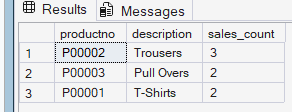 Results Messages
productno description sales_count
1 P00002 Trousers 3
2 P00003 Pull Overs 2
3 P00001 T-Shirts 2